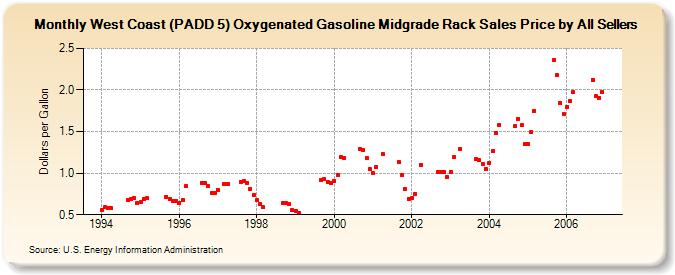 Monthly West Coast (PADD 5) Oxygenated Gasoline Midgrade Rack Sales Price by All Sellers
Dollars per Gallon
2.5
2.0
1.5
1.0
0.5
1994 1996 1998 2000 2002 2004 2006
Source: U.S. Energy Information Administration